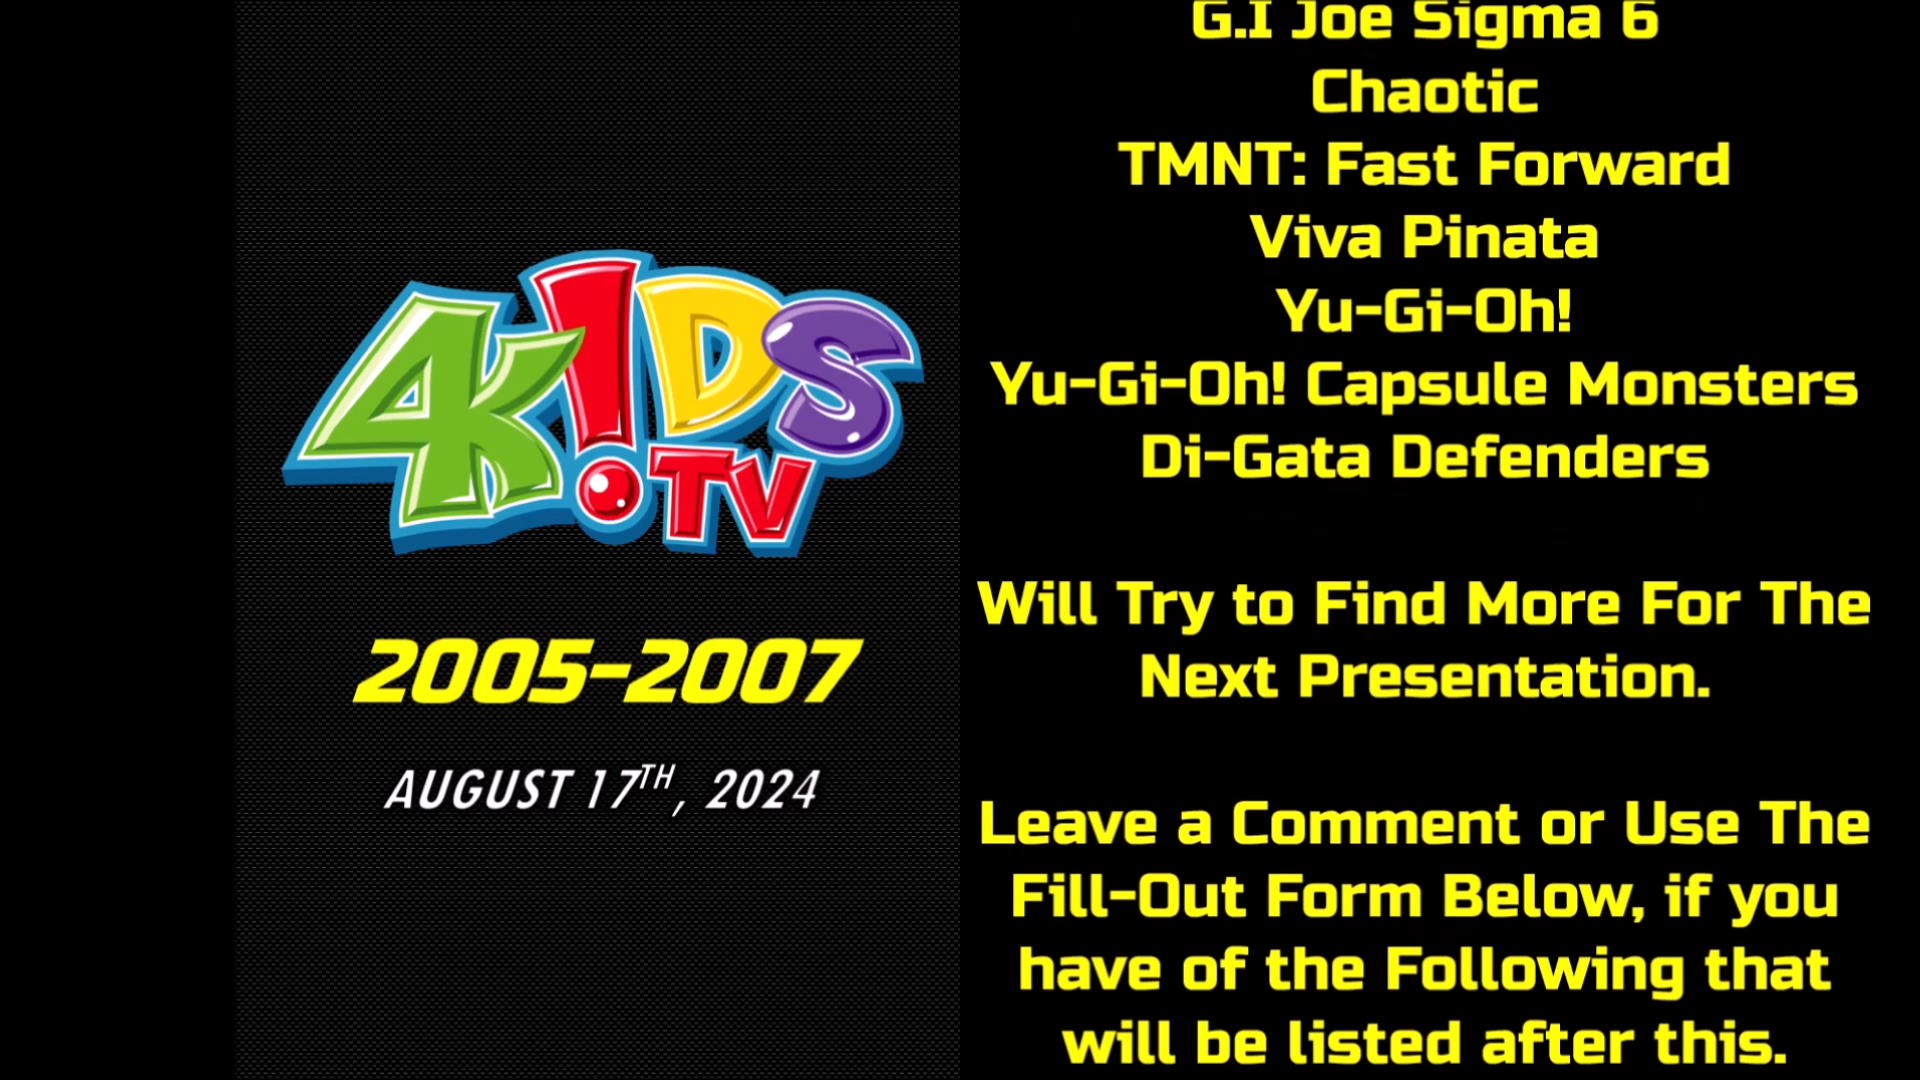 4KIDS
.TV
2005-2007
AUGUST 17TH, 2024
G.I Joe Sigma 6
Chaotic
TMNT: Fast Forward
Viva Pinata
Yu-Gi-Oh!
Yu-Gi-Oh! Capsule Monsters
Di-Gata Defenders
Will Try to Find More For The
Next Presentation.
Leave a Comment or Use The
Fill-Out Form Below, if you
have of the Following that
will be listed after this.